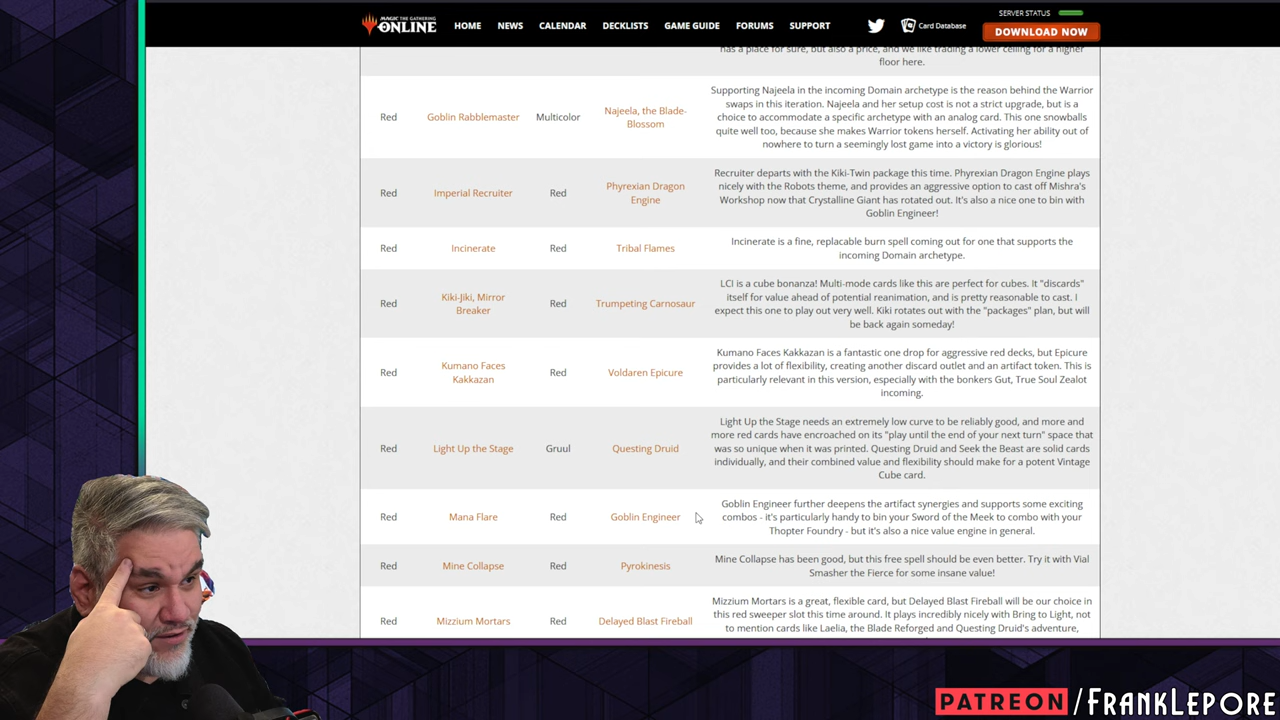 MAGIC THE GATHERING
ONLINE
HOME NEWS CALENDAR DECKLISTS GAME GUIDE FORUMS SUPPORT
Card Database
SERVER STATUS
DOWNLOAD NOW
has a place for sure, but also a price, and we like trading a lower ceiling for a higher
floor here.
Red
Goblin Rabblemaster
Multicolor
Najeela, the Blade-
Blossom
Supporting Najeela in the incoming Domain archetype is the reason behind the Warrior
swaps in this iteration. Najeela and her setup cost is not a strict upgrade, but is a
choice to accommodate a specific archetype with an analog card. This one snowballs
quite well too, because she makes Warrior tokens herself. Activating her ability out of
nowhere to turn a seemingly lost game into a victory is glorious!
Red
Imperial Recruiter
Red
Phyrexian Dragon
Engine
Recruiter departs with the Kiki-Twin package this time. Phyrexian Dragon Engine plays
nicely with the Robots theme, and provides an aggressive option to cast off Mishra's
Workshop now that Crystalline Giant has rotated out. It's also a nice one to bin with
Goblin Engineer!
Red
Incinerate
Red
Tribal Flames
Incinerate is a fine, replacable burn spell coming out for one that supports the
incoming Domain archetype.
Red
Kiki-Jiki, Mirror
Breaker
Red
Trumpeting Carnosaur
LCI is a cube bonanza! Multi-mode cards like this are perfect for cubes. It "discards"
itself for value ahead of potential reanimation, and is pretty reasonable to cast. I
expect this one to play out very well. Kiki rotates out with the "packages" plan, but will
be back again someday!
Red
Kumano Faces
Kakkazan
Red
Voldaren Epicure
Kumano Faces Kakkazan is a fantastic one drop for aggressive red decks, but Epicure
provides a lot of flexibility, creating another discard outlet and an artifact token. This is
particularly relevant in this version, especially with the bonkers Gut, True Soul Zealot
incoming.
Red
Light Up the Stage
Gruul
Questing Druid
Light Up the Stage needs an extremely low curve to be reliably good, and more and
more red cards have encroached on its "play until the end of your next turn" space that
was so unique when it was printed. Questing Druid and Seek the Beast are solid cards
individually, and their combined value and flexibility should make for a potent Vintage
Cube card.
Red
Mana Flare
Red
Goblin Engineer
Goblin Engineer further deepens the artifact synergies and supports some exciting
combos - it's particularly handy to bin your Sword of the Meek to combo with your
Thopter Foundry - but it's also a nice value engine in general.
Red
Mine Collapse
Red
Pyrokinesis
Mine Collapse has been good, but this free spell should be even better. Try it with Vial
Smasher the Fierce for some insane value!
Red
Mizzium Mortars
Red
Delayed Blast Fireball
Mizzium Mortars is a great, flexible card, but Delayed Blast Fireball will be our choice in
this red sweeper slot this time around. It plays incredibly nicely with Bring to Light, not
to mention cards like Laelia, the Blade Reforged and Questing Druid's adventure,
PATREON/FRANKLEPORE